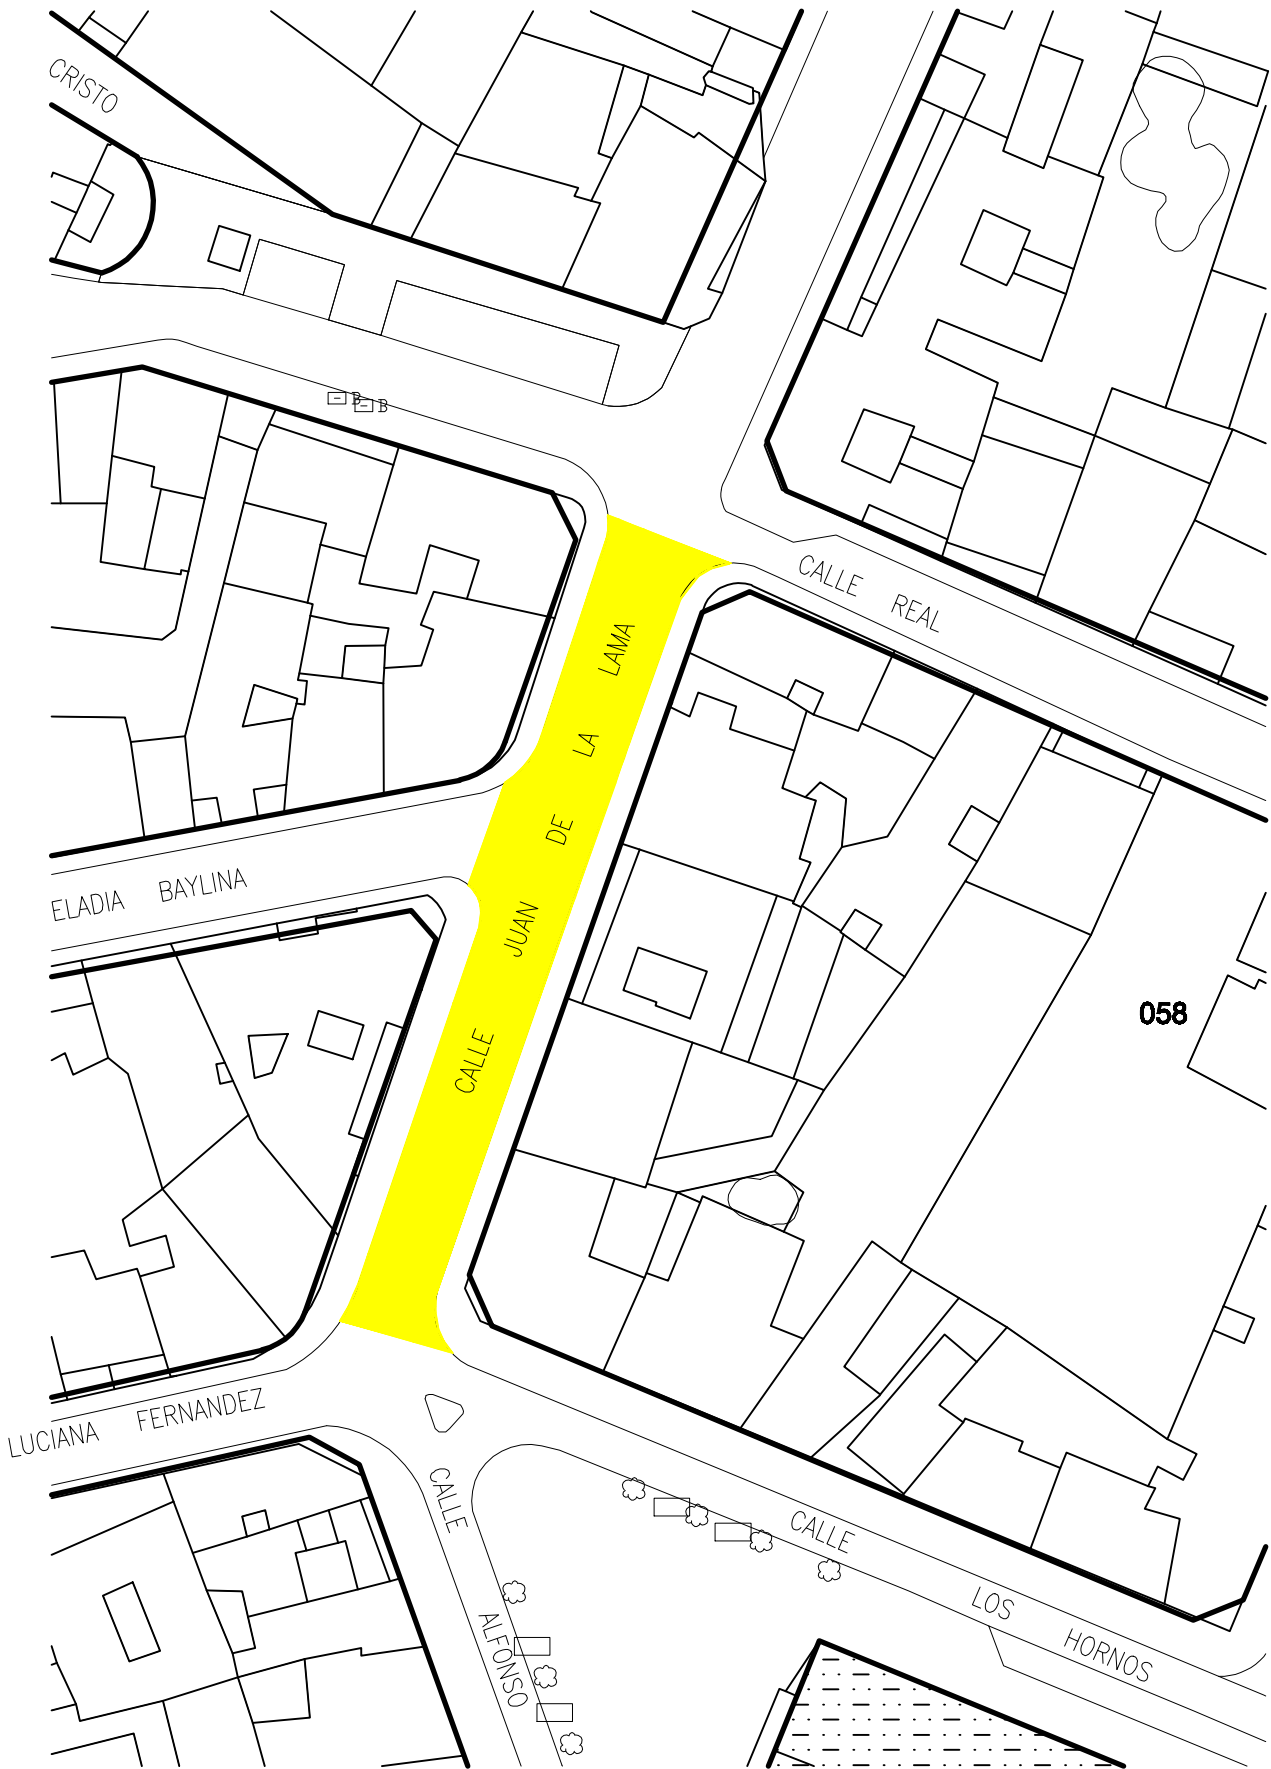 CRISTO
B
B
CALLE REAL
CALLE JUAN DE LA LAMA
ELADIA BAYLINA
058
LUCIANA FERNANDEZ
CALLE ALFONSO
CALLE LOS HORNOS